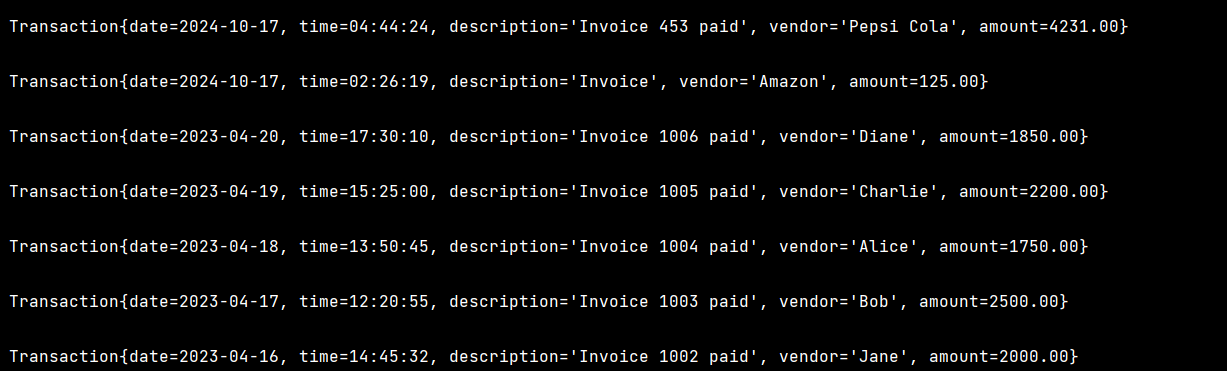 Transaction{date=2024-10-17, time=04:44:24, description='Invoice 453 paid', vendor='Pepsi Cola', amount=4231.00}
Transaction{date=2024-10-17, time=02:26:19, description='Invoice', vendor='Amazon', amount=125.00}
Transaction{date=2023-04-20, time=17:30:10, description='Invoice 1006 paid', vendor='Diane', amount=1850.00}
Transaction{date=2023-04-19, time=15:25:00, description='Invoice 1005 paid', vendor='Charlie', amount=2200.00}
Transaction{date=2023-04-18, time=13:50:45, description='Invoice 1004 paid', vendor='Alice', amount=1750.00}
Transaction{date=2023-04-17, time=12:20:55, description='Invoice 1003 paid', vendor='Bob', amount=2500.00}
Transaction{date=2023-04-16, time=14:45:32, description='Invoice 1002 paid', vendor='Jane', amount=2000.00}